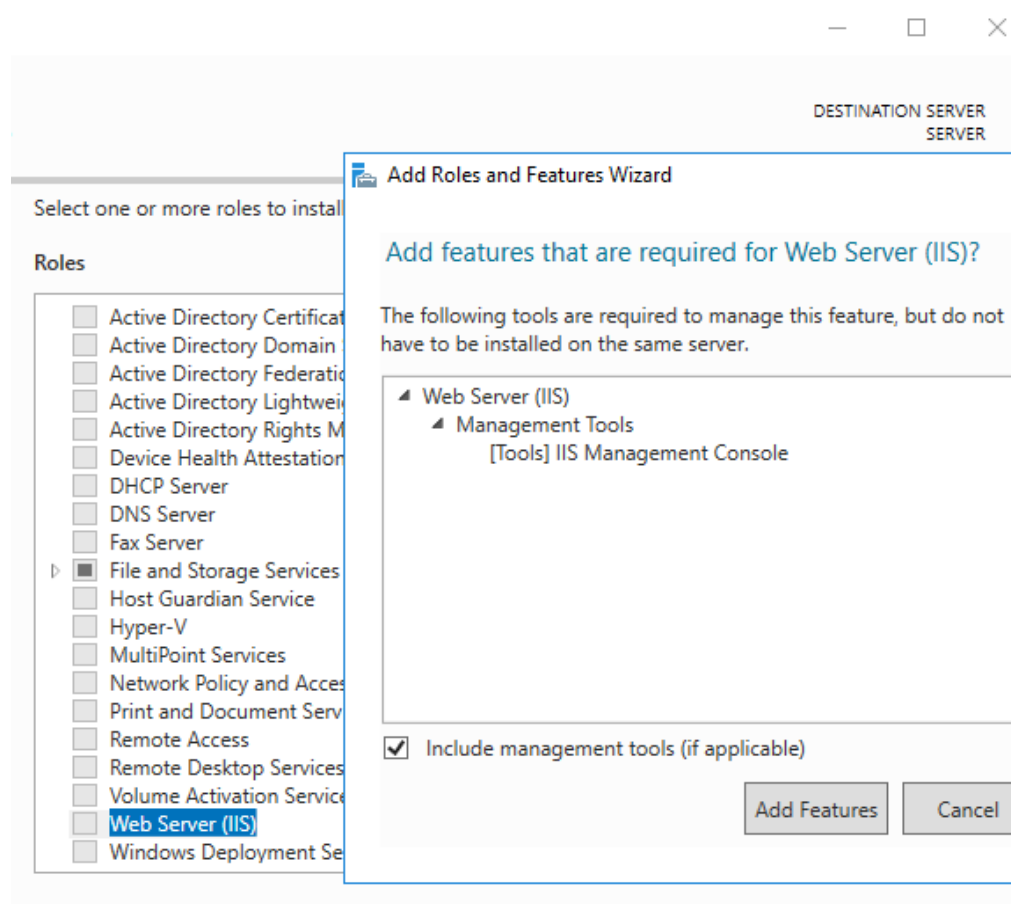 DESTINATION SERVER
SERVER
Select one or more roles to install
Roles
Active Directory Certificat
Active Directory Domain
Active Directory Federatio
Active Directory Lightwei
Active Directory Rights M
Device Health Attestation
DHCP Server
DNS Server
Fax Server
File and Storage Services
Host Guardian Service
Hyper-V
MultiPoint Services
Network Policy and Acces
Print and Document Serv
Remote Access
Remote Desktop Services
Volume Activation Service
Web Server (IIS)
Windows Deployment Se
Add Roles and Features Wizard
Add features that are required for Web Server (IIS)?
The following tools are required to manage this feature, but do not
have to be installed on the same server.
Web Server (IIS)
Management Tools
[Tools] IIS Management Console
Include management tools (if applicable)
Add Features
Cancel